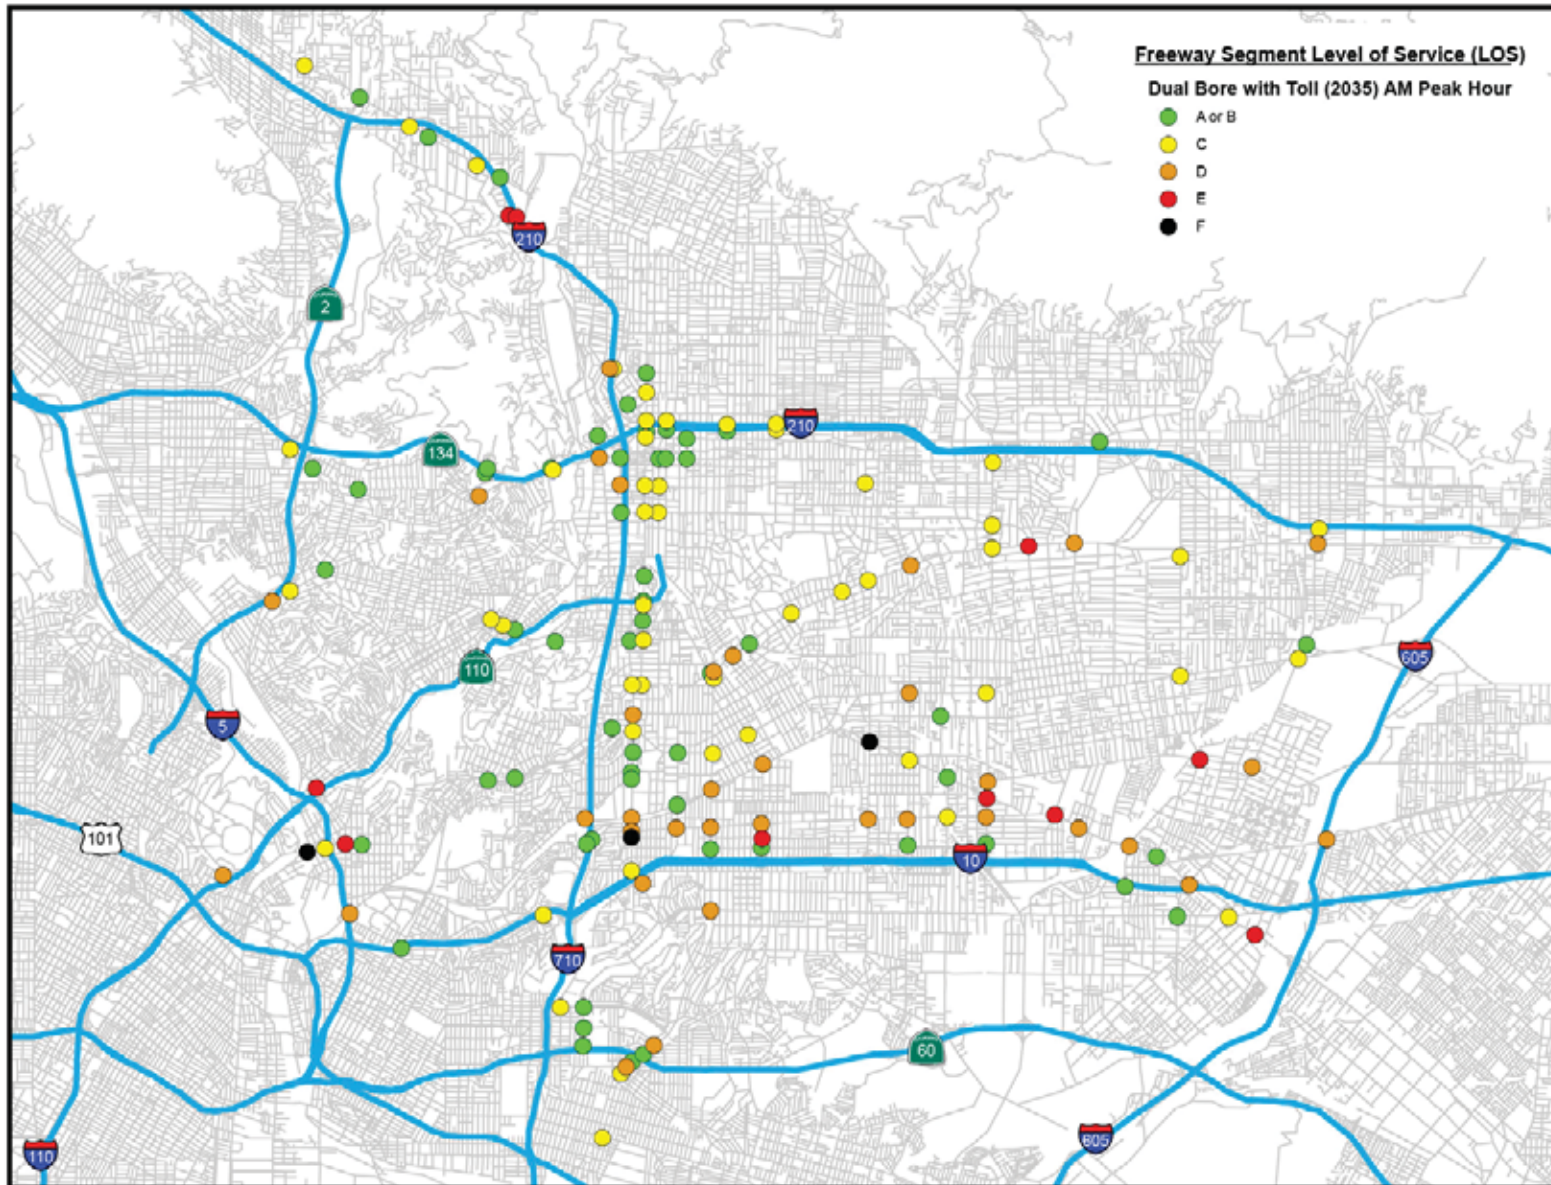 Freeway Segment Level of Service (LOS)
Dual Bore with Toll (2035) AM Peak Hour
A or B
C
D
E
F
210
2
134
210
110
605
5
101
10
710
60
605
110